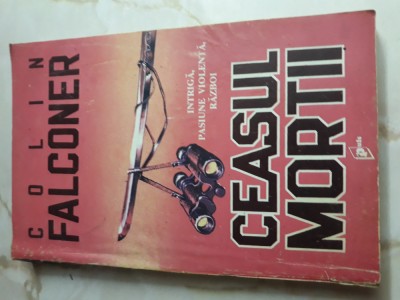 COLIN
FALCONER
INTRIGĂ,
PASIUNE VIOLENTĂ,
RĂZBOI
CEASUL
MORȚII